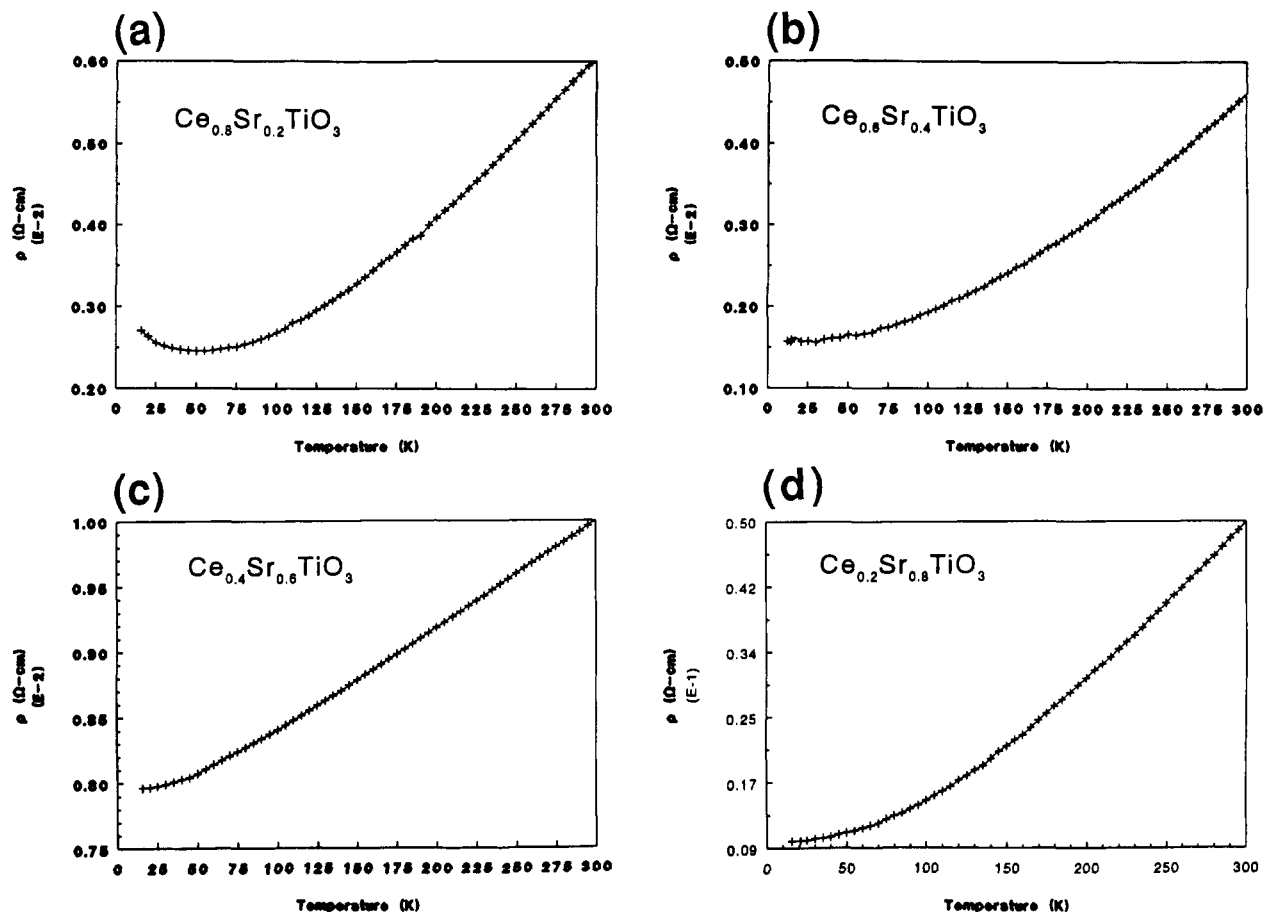 (a)
0.60
0.50
0.40
0.30
0.20
ρ (Ω-cm)
(E-2)
Ce0.8Sr0.2TiO3
0 25 50 75 100 125 150 175 200 225 250 275 300
Temperature (K)
(b)
0.50
0.40
0.30
0.20
0.10
ρ (Ω-cm)
(E-2)
Ce0.6Sr0.4TiO3
0 25 50 75 100 125 150 175 200 225 250 275 300
Temperature (K)
(c)
1.00
0.95
0.90
0.85
0.80
0.75
ρ (Ω-cm)
(E-2)
Ce0.4Sr0.6TiO3
0 25 50 75 100 125 150 175 200 225 250 275 300
Temperature (K)
(d)
0.50
0.42
0.34
0.25
0.17
0.09
ρ (Ω-cm)
(E-1)
Ce0.2Sr0.8TiO3
0 50 100 150 200 250 300
Temperature (K)